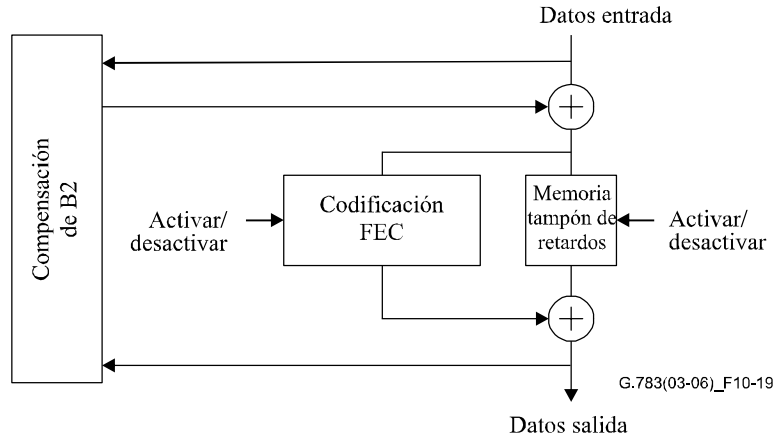 Datos entrada
+
Compensación
de B2
Activar/
desactivar
Codificación
FEC
Memoria
tampón de
retardos
Activar/
desactivar
+
G.783(03-06)_F10-19
Datos salida